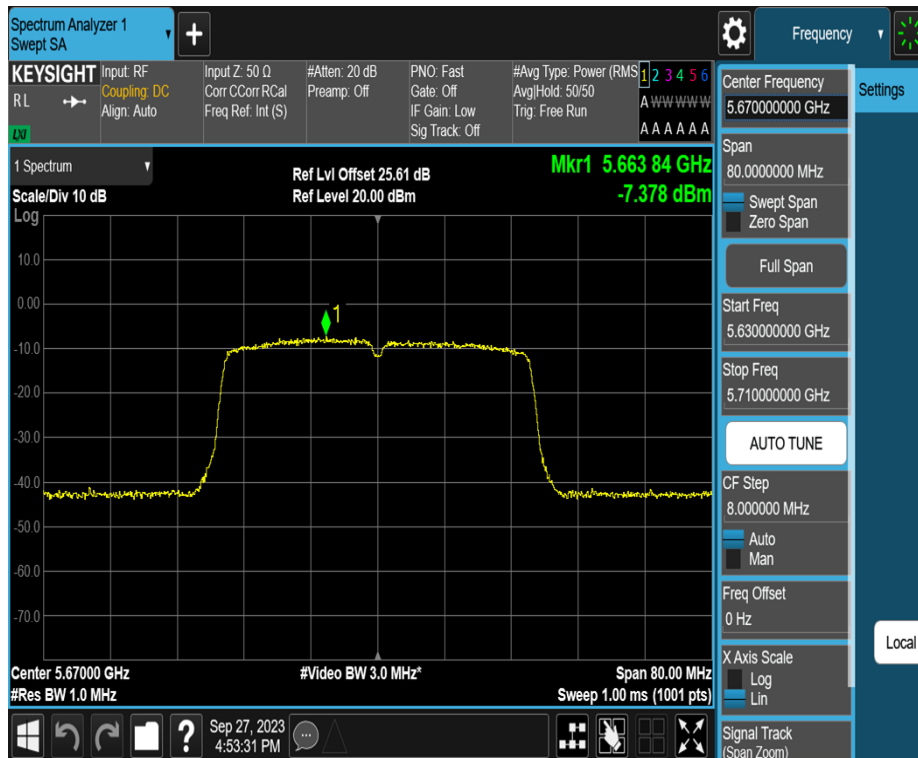 Spectrum Analyzer 1
Swept SA
+
Frequency
KEYSIGHT
R L
LXI
Input: RF
Coupling: DC
Align: Auto
Input Z: 50 Ω
Corr CCorr RCal
Freq Ref: Int (S)
#Atten: 20 dB
Preamp: Off
PNO: Fast
Gate: Off
IF Gain: Low
Sig Track: Off
#Avg Type: Power (RMS
Avg|Hold: 50/50
Trig: Free Run
1 2 3 4 5 6
A W W W W W
A A A A A A
1 Spectrum
Scale/Div 10 dB
Log
Ref Lvl Offset 25.61 dB
Ref Level 20.00 dBm
Mkr1 5.663 84 GHz
-7.378 dBm
10.0
0.00
-10.0
-20.0
-30.0
-40.0
-50.0
-60.0
-70.0
1
Center 5.67000 GHz
#Res BW 1.0 MHz
#Video BW 3.0 MHz*
Span 80.00 MHz
Sweep 1.00 ms (1001 pts)
?
Sep 27, 2023
4:53:31 PM
Center Frequency
5.670000000 GHz
Span
80.0000000 MHz
Swept Span
Zero Span
Full Span
Start Freq
5.630000000 GHz
Stop Freq
5.710000000 GHz
AUTO TUNE
CF Step
8.000000 MHz
Auto
Man
Freq Offset
0 Hz
X Axis Scale
Log
Lin
Signal Track
(Span Zoom)
Settings
Local